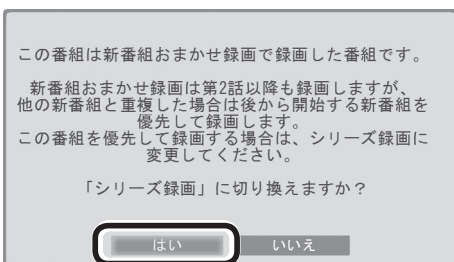 この番組は新番組おまかせ録画で録画した番組です。
新番組おまかせ録画は第2話以降も録画しますが、
他の新番組と重複した場合は後から開始する新番組を
優先して録画します。
この番組を優先して録画する場合は、シリーズ録画に
変更してください。
「シリーズ録画」に切り換えますか？
はい
いいえ